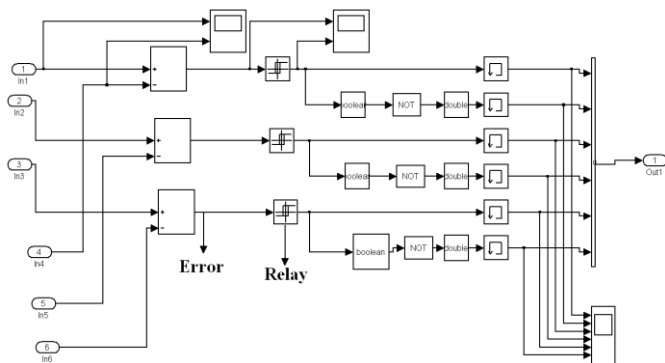 1
In1
+
−
boolean
NOT
double
2
In2
+
−
boolean
NOT
double
1
Out1
3
In3
+
−
boolean
NOT
double
4
In4
Error
Relay
5
In5
6
In6